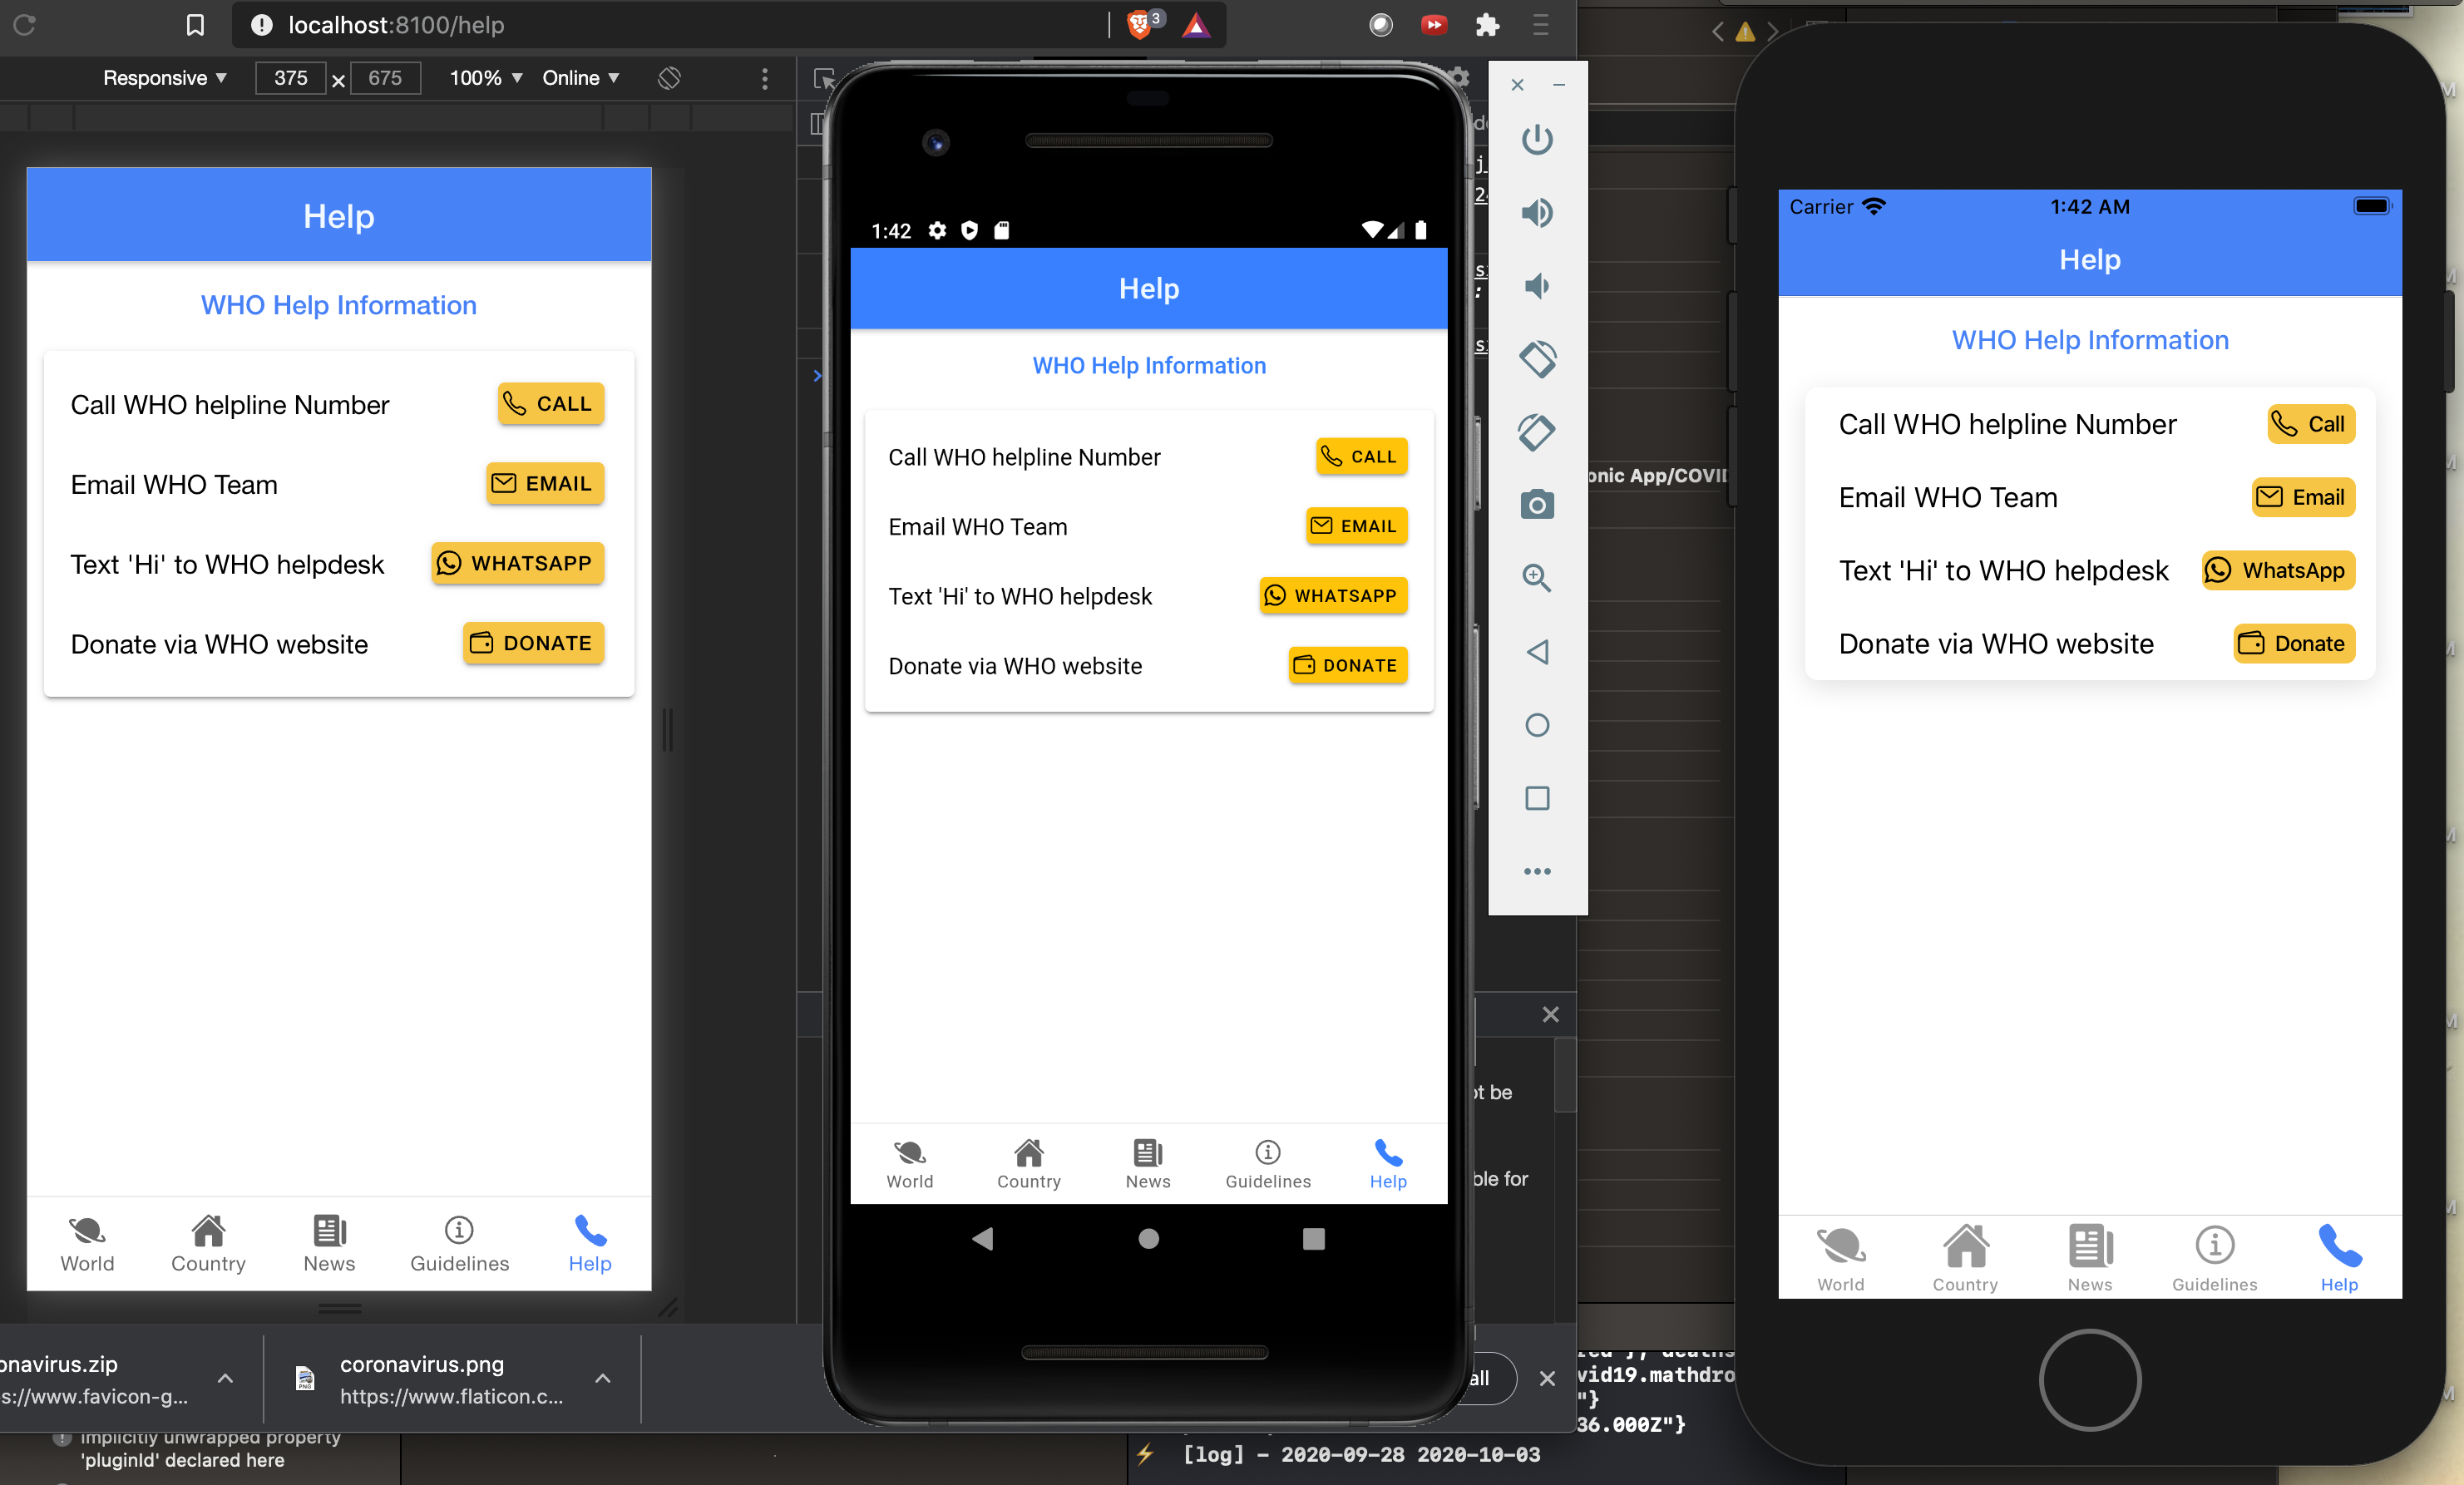 localhost:8100/help
3
Responsive
375
×
675
100%
Online
Help
WHO Help Information
Call WHO helpline Number
CALL
Email WHO Team
EMAIL
Text 'Hi' to WHO helpdesk
WHATSAPP
Donate via WHO website
DONATE
World
Country
News
Guidelines
Help
onavirus.zip
s://www.favicon-g...
coronavirus.png
https://www.flaticon.c...
PNG
Implicitly unwrapped property
'pluginId' declared here
1:42
Help
WHO Help Information
Call WHO helpline Number
CALL
Email WHO Team
EMAIL
Text 'Hi' to WHO helpdesk
WHATSAPP
Donate via WHO website
DONATE
World
Country
News
Guidelines
Help
ot be
ble for
all
onic App/COVID
vid19.mathdro
"}
36.000Z"}
[log] - 2020-09-28 2020-10-03
Carrier
1:42 AM
Help
WHO Help Information
Call WHO helpline Number
Call
Email WHO Team
Email
Text 'Hi' to WHO helpdesk
WhatsApp
Donate via WHO website
Donate
World
Country
News
Guidelines
Help